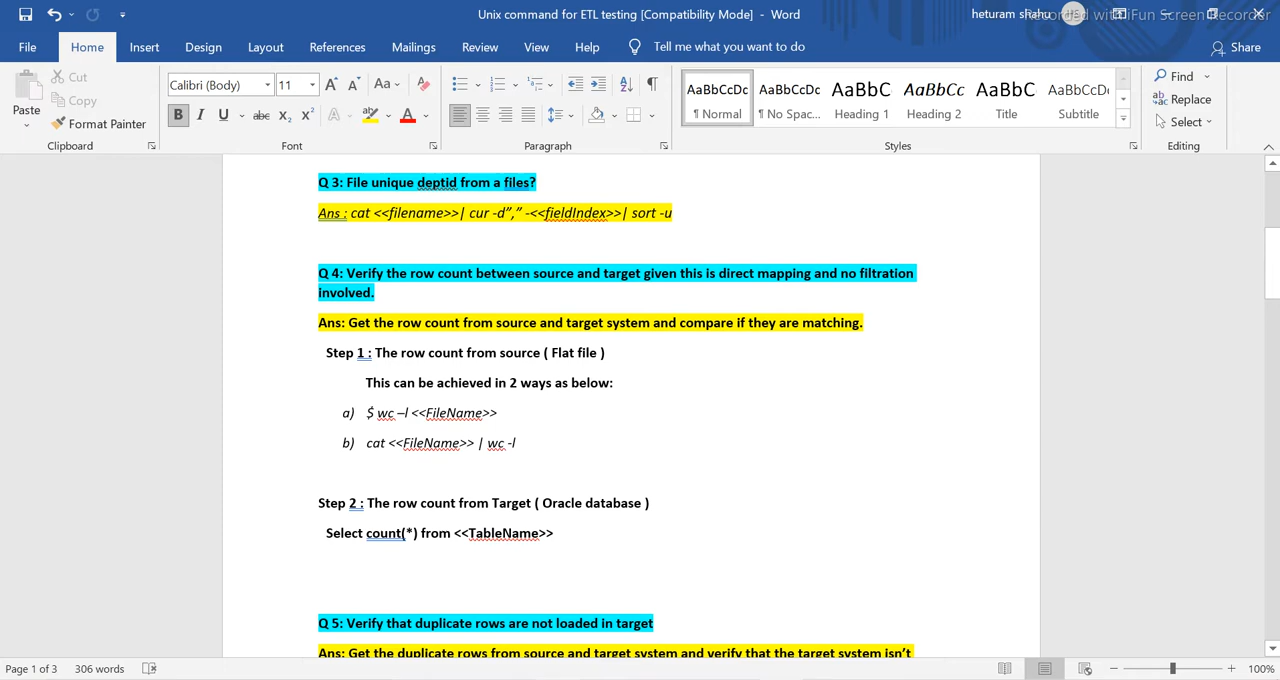 Unix command for ETL testing [Compatibility Mode] - Word
heturam shahu
Recorded with iFun Screen Recorder
File Home Insert Design Layout References Mailings Review View Help Tell me what you want to do Share
Paste
Cut
Copy
Format Painter
Clipboard
Calibri (Body) 11
Font
Paragraph
AaBbCcDc AaBbCcDc AaBbC AaBbCc AaBbC AaBbCcDc
¶ Normal ¶ No Spac... Heading 1 Heading 2 Title Subtitle
Styles
Find
Replace
Select
Editing
Q 3: File unique deptid from a files?
Ans : cat <<filename>>| cur -d”,” -<<fieldIndex>>| sort -u
Q 4: Verify the row count between source and target given this is direct mapping and no filtration
involved.
Ans: Get the row count from source and target system and compare if they are matching.
Step 1 : The row count from source ( Flat file )
This can be achieved in 2 ways as below:
a) $ wc –l <<FileName>>
b) cat <<FileName>> | wc -l
Step 2 : The row count from Target ( Oracle database )
Select count(*) from <<TableName>>
Q 5: Verify that duplicate rows are not loaded in target
Ans: Get the duplicate rows from source and target system and verify that the target system isn’t
Page 1 of 3 306 words 100%